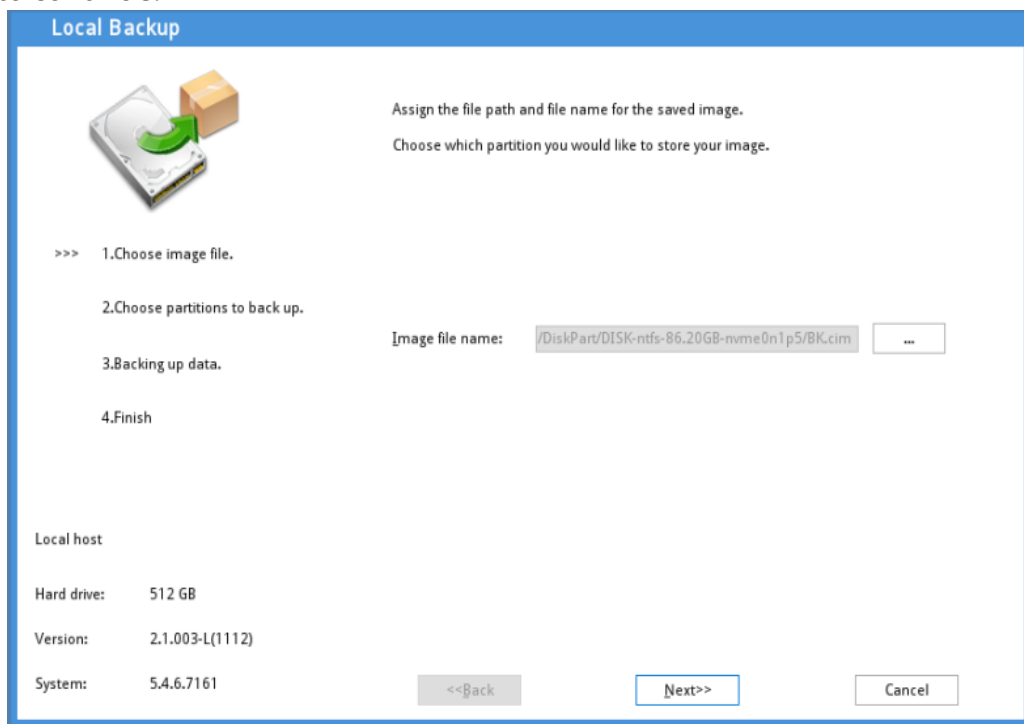 Local Backup
Assign the file path and file name for the saved image.
Choose which partition you would like to store your image.
>>> 1.Choose image file.
2.Choose partitions to back up.
Image file name: /DiskPart/DISK-ntfs-86.20GB-nvme0n1p5/BK.cim ...
3.Backing up data.
4.Finish
Local host
Hard drive: 512 GB
Version: 2.1.003-L(1112)
System: 5.4.6.7161
<<Back Next>> Cancel